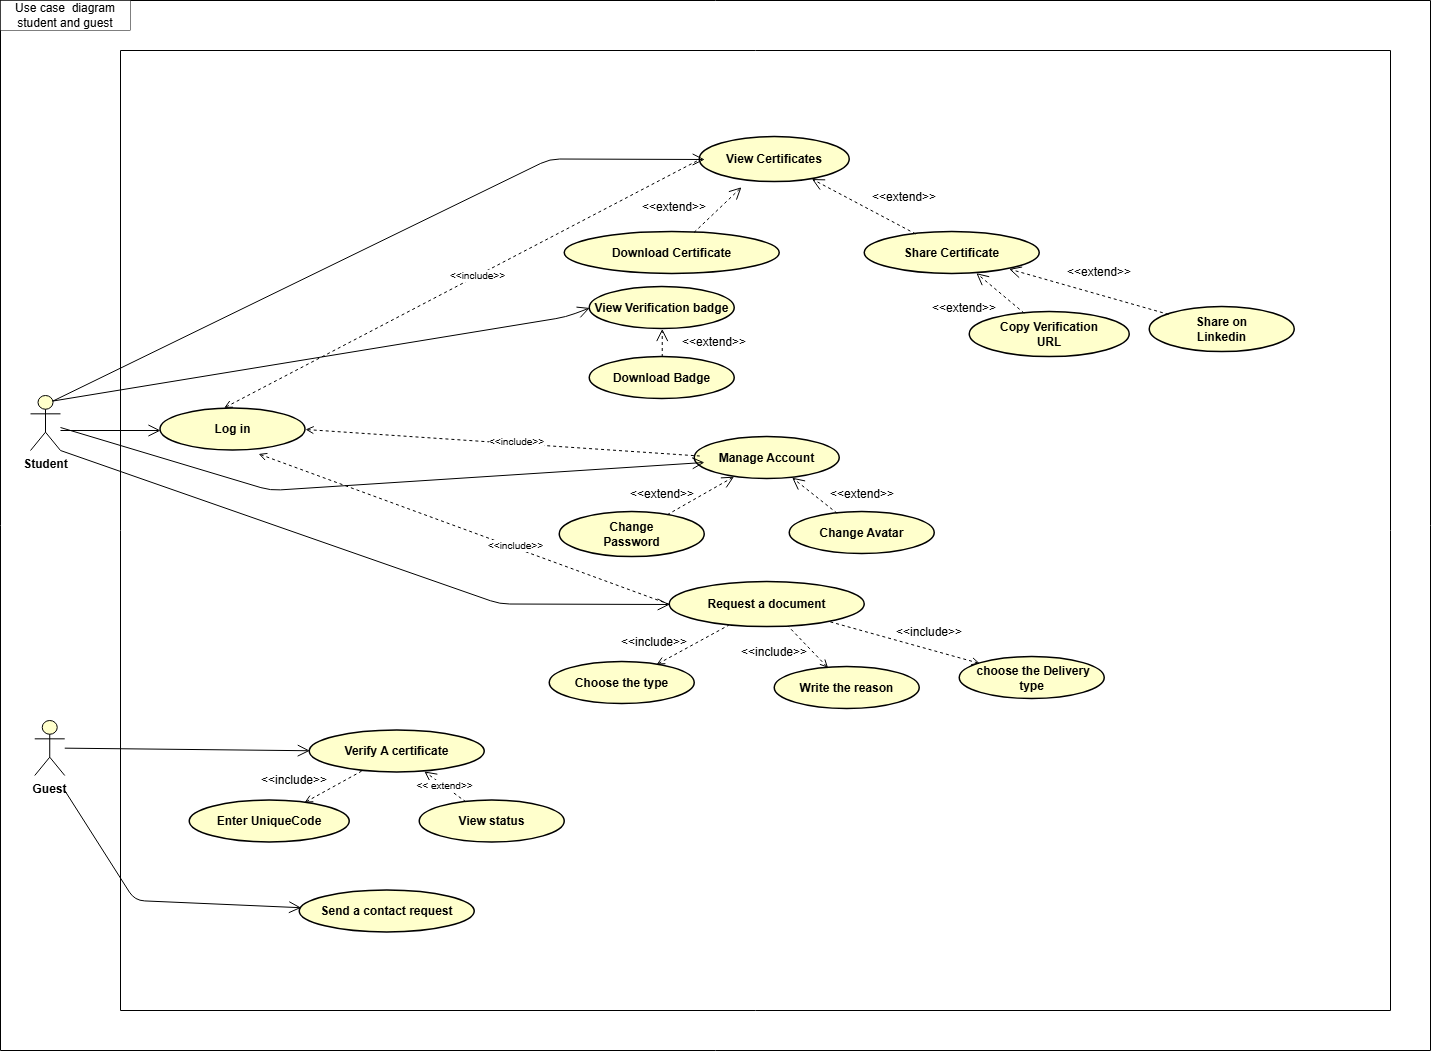 Use case  diagram
student and guest
View Certificates
<<extend>>
<<extend>>
Download Certificate
Share Certificate
<<include>>
<<extend>>
View Verification badge
<<extend>>
Copy Verification
URL
Share on
Linkedin
<<extend>>
Download Badge
Log in
Student
<<include>>
Manage Account
<<extend>>
<<extend>>
Change
Password
Change Avatar
<<include>>
Request a document
<<include>>
<<include>>
<<include>>
Choose the type
Write the reason
choose the Delivery
type
Guest
Verify A certificate
<<include>>
<< extend>>
Enter UniqueCode
View status
Send a contact request